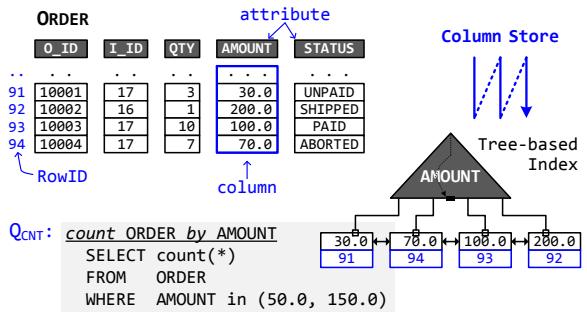 ORDER
attribute
O_ID I_ID QTY AMOUNT STATUS
.. . . . . . . . . . . . .
91 10001 17 3 30.0 UNPAID
92 10002 16 1 200.0 SHIPPED
93 10003 17 10 100.0 PAID
94 10004 17 7 70.0 ABORTED
RowID
column
Column Store
Tree-based
Index
AMOUNT
30.0 70.0 100.0 200.0
91 94 93 92
QCNT: count ORDER by AMOUNT
SELECT count(*)
FROM ORDER
WHERE AMOUNT in (50.0, 150.0)